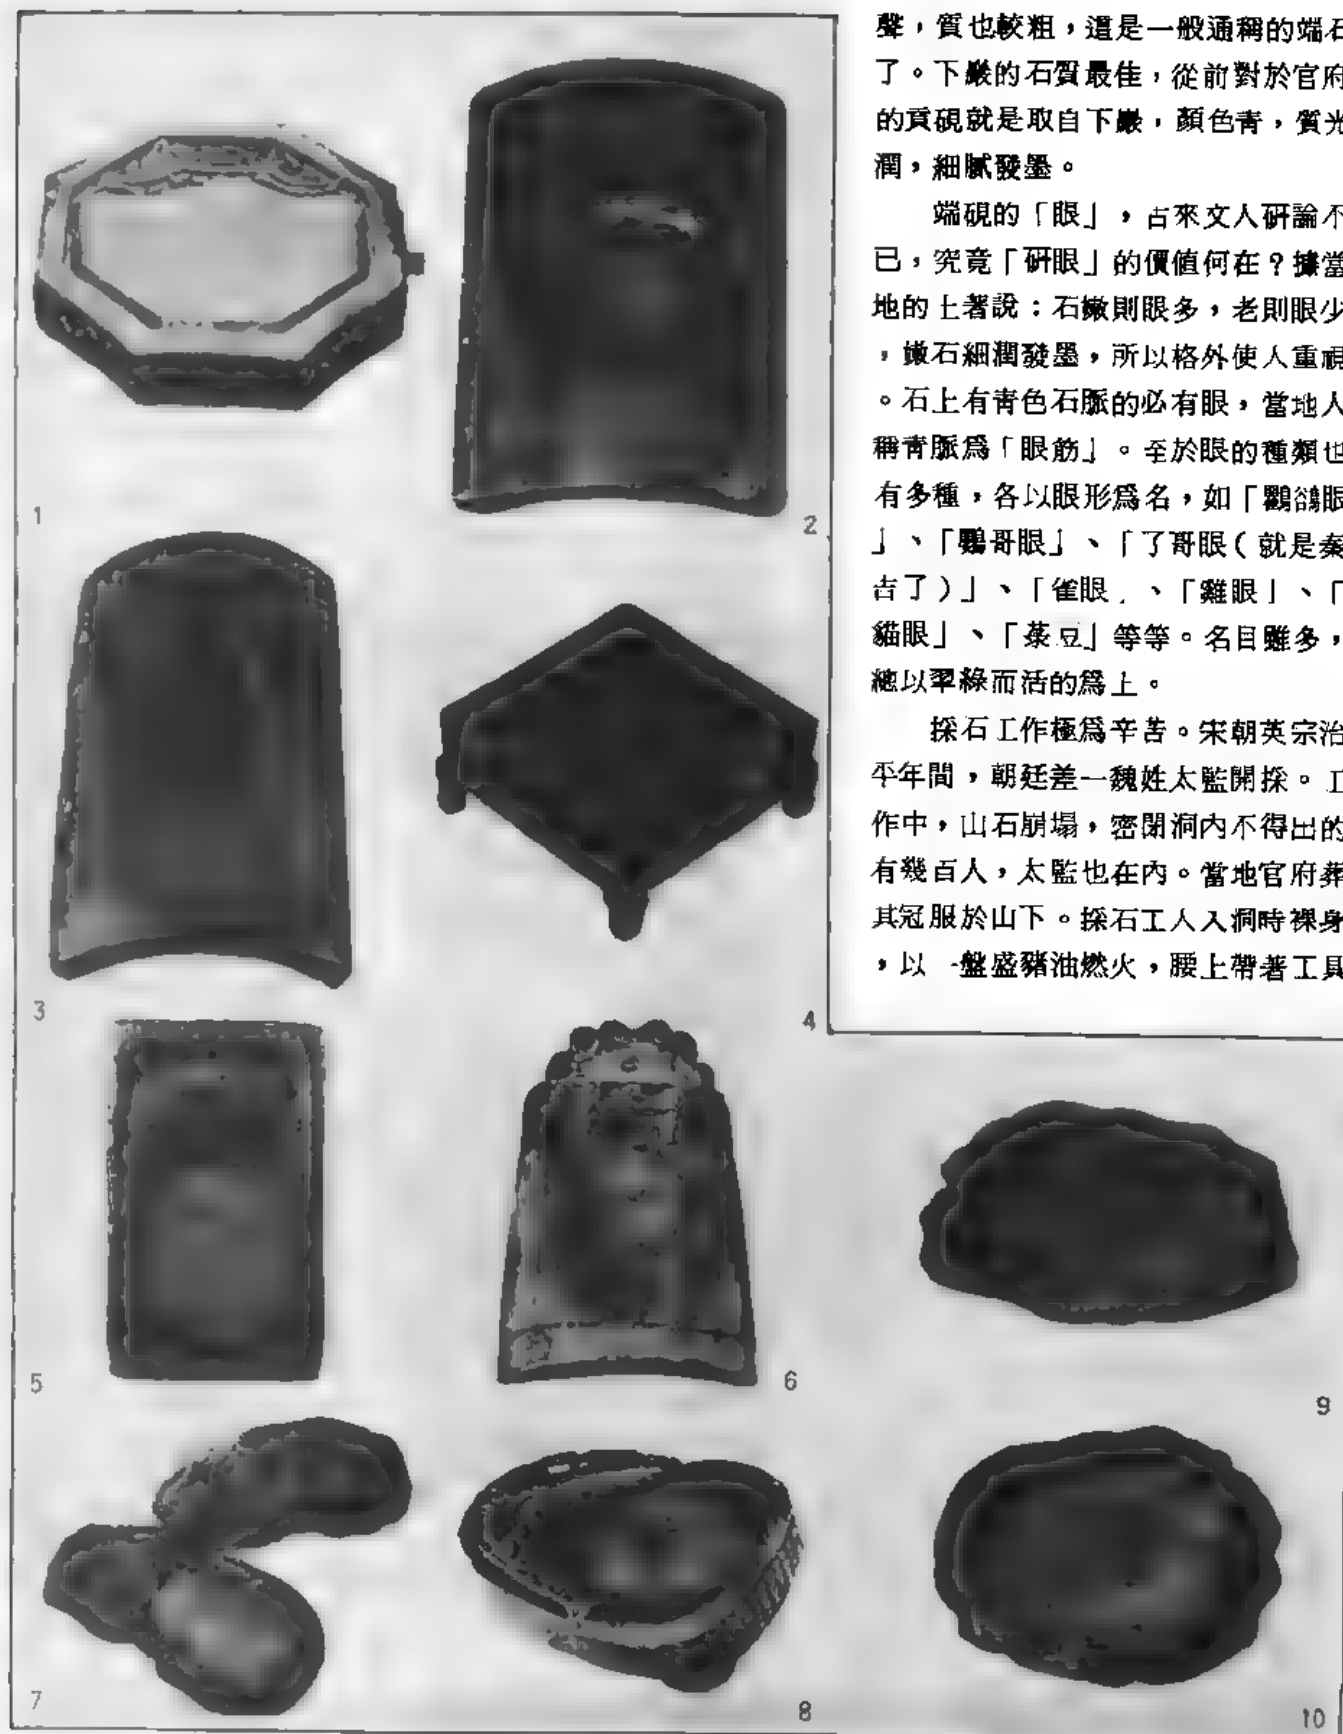 聲，質也較粗，這是一般通稱的端石
了。下巖的石質最佳，從前對於官府
的貢硯就是取自下巖，顏色青，質光
潤，細膩發墨。
端硯的「眼」，古來文人研論不
已，究竟「研眼」的價值何在？據當
地的土著說：石嫩則眼多，老則眼少
，嫩石細潤發墨，所以格外使人重視
。石上有青色石脈的必有眼，當地人
稱青脈爲「眼筋」。至於眼的種類也
有多種，各以眼形爲名，如「鸜鵒眼
」、「鸚哥眼」、「了哥眼（就是秦
吉了）」、「雀眼」、「雞眼」、「
貓眼」、「菉豆」等等。名目雖多，
總以翠綠而活的爲上。
採石工作極爲辛苦。宋朝英宗治
平年間，朝廷差一魏姓太監開採。工
作中，山石崩塌，密閉洞內不得出的
有幾百人，太監也在內。當地官府葬
其冠服於山下。採石工人入洞時裸身
，以一盤盛豬油燃火，腰上帶著工具
1
2
3
4
5
6
9
7
8
10